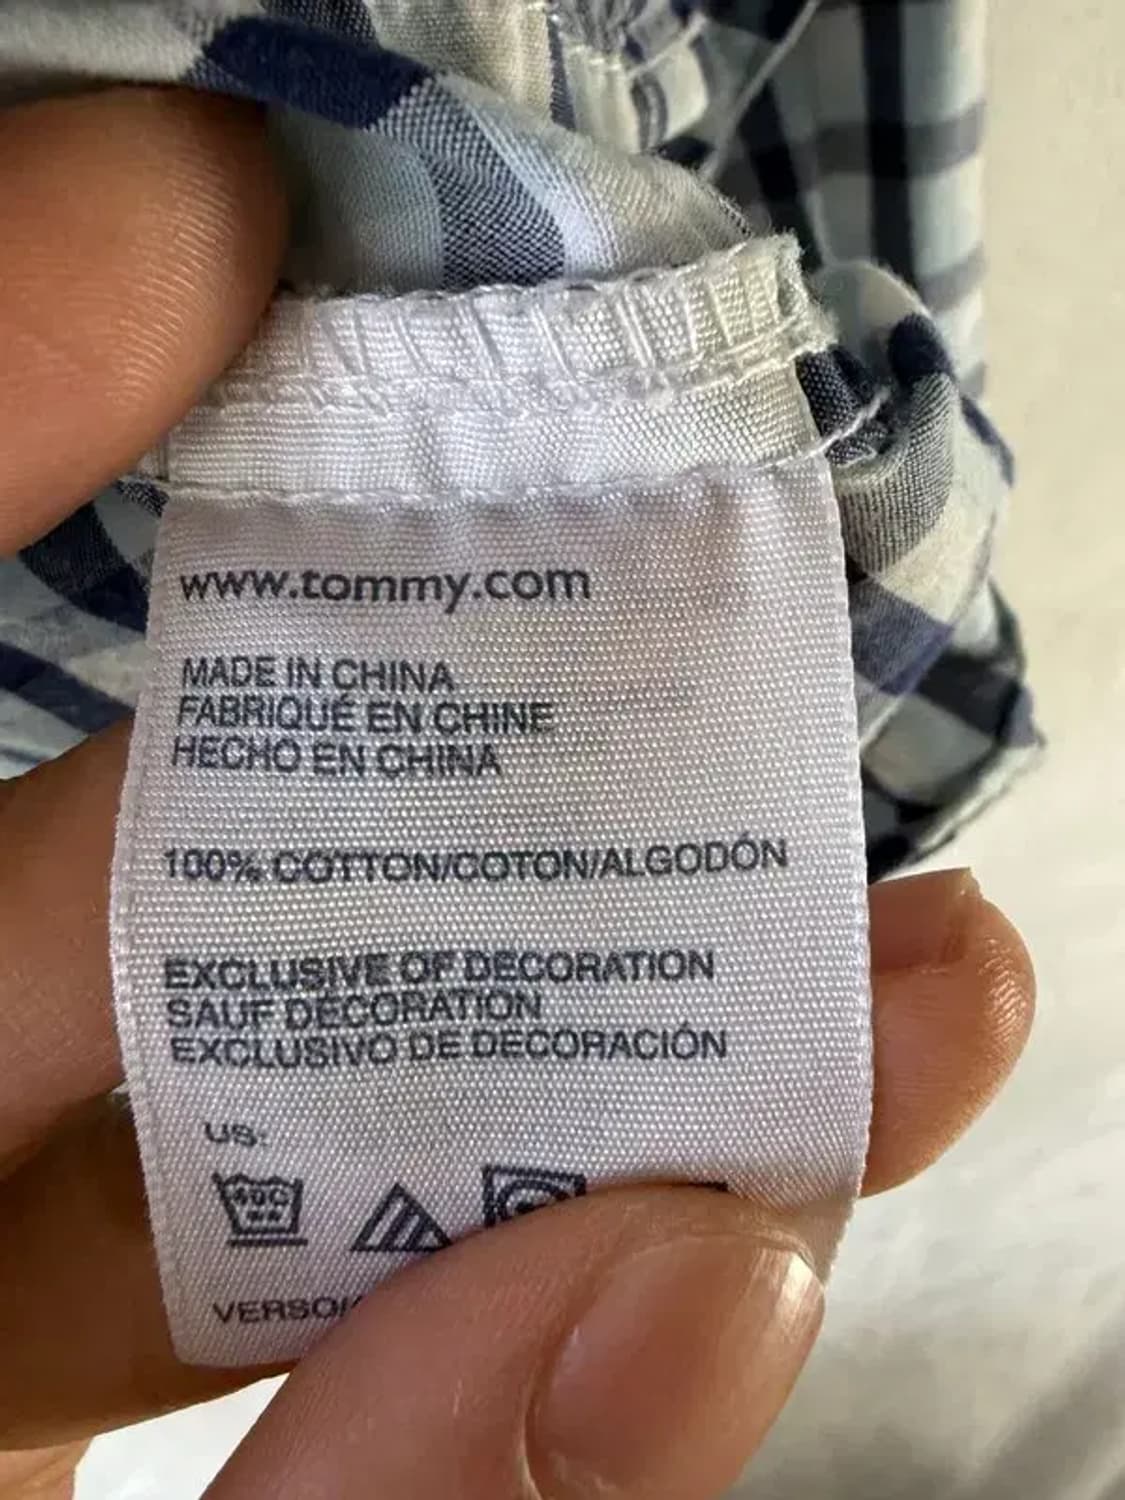 www.tommy.com
MADE IN CHINA
FABRIQUÉ EN CHINE
HECHO EN CHINA
100% COTTON/COTON/ALGODÓN
EXCLUSIVE OF DECORATION
SAUF DÉCORATION
EXCLUSIVO DE DECORACIÓN
US:
40C